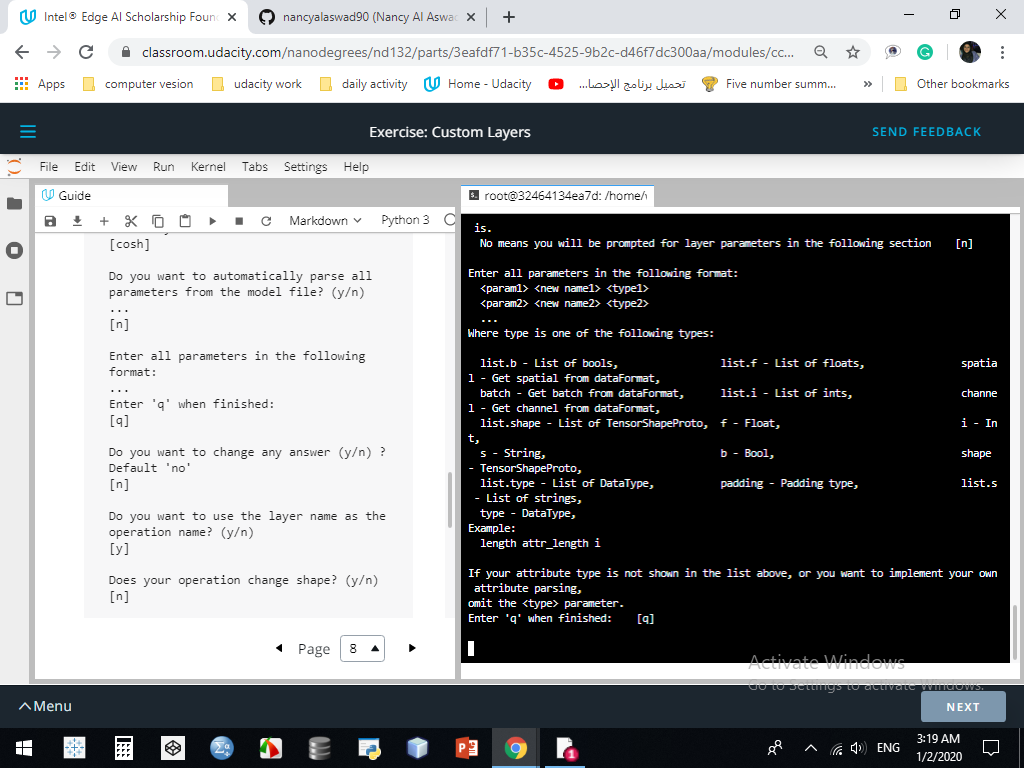 Intel® Edge AI Scholarship Foun
nancyalaswad90 (Nancy Al Aswac
classroom.udacity.com/nanodegrees/nd132/parts/3eafdf71-b35c-4525-9b2c-d46f7dc300aa/modules/cc...
Apps
computer vesion
udacity work
daily activity
Home - Udacity
تحميل برنامج الإحصا...
Five number summ...
»
Other bookmarks
Exercise: Custom Layers
SEND FEEDBACK
File Edit View Run Kernel Tabs Settings Help
Guide
Markdown
Python 3
[cosh]
Do you want to automatically parse all
parameters from the model file? (y/n)
...
[n]
Enter all parameters in the following
format:
...
Enter 'q' when finished:
[q]
Do you want to change any answer (y/n) ?
Default 'no'
[n]
Do you want to use the layer name as the
operation name? (y/n)
[y]
Does your operation change shape? (y/n)
[n]
Page 8
root@32464134ea7d: /home/
is.
No means you will be prompted for layer parameters in the following section [n]
Enter all parameters in the following format:
<param1> <new name1> <type1>
<param2> <new name2> <type2>
...
Where type is one of the following types:
list.b - List of bools, list.f - List of floats, spatia
l - Get spatial from dataFormat,
batch - Get batch from dataFormat, list.i - List of ints, channe
l - Get channel from dataFormat,
list.shape - List of TensorShapeProto, f - Float, i - In
t,
s - String, b - Bool, shape
- TensorShapeProto,
list.type - List of DataType, padding - Padding type, list.s
- List of strings,
type - DataType,
Example:
length attr_length i
If your attribute type is not shown in the list above, or you want to implement your own
attribute parsing,
omit the <type> parameter.
Enter 'q' when finished: [q]
Activate Windows
Go to Settings to activate Windows.
Menu
NEXT
ENG
3:19 AM
1/2/2020
1